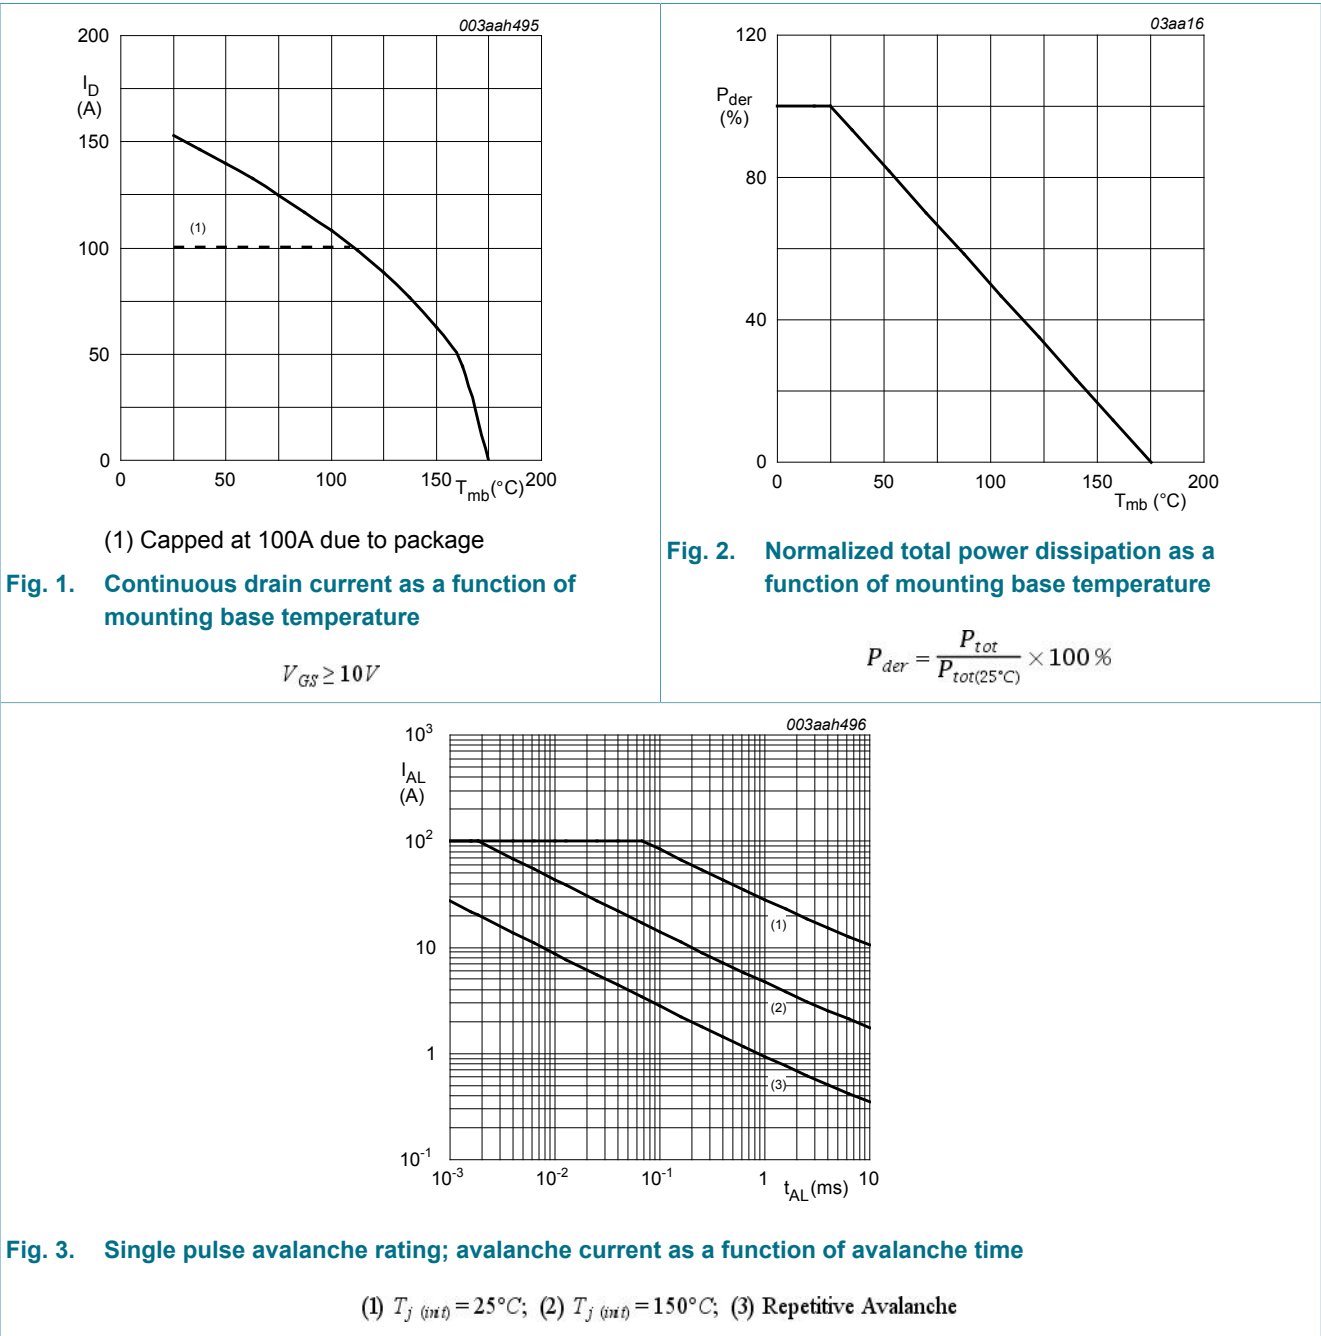 003aah495
200
I_D
(A)
150
(1)
100
50
0
0 50 100 150 T_mb(°C) 200
(1) Capped at 100A due to package
Fig. 1. Continuous drain current as a function of
mounting base temperature
V_GS ≥ 10V
03aa16
120
P_der
(%)
80
40
0
0 50 100 150 200
T_mb (°C)
Fig. 2. Normalized total power dissipation as a
function of mounting base temperature
P_der = P_tot / P_tot(25°C) × 100 %
003aah496
10^3
I_AL
(A)
10^2
(1)
10
(2)
1
(3)
10^-1
10^-3 10^-2 10^-1 1 t_AL(ms) 10
Fig. 3. Single pulse avalanche rating; avalanche current as a function of avalanche time
(1) T_j (init) = 25°C; (2) T_j (init) = 150°C; (3) Repetitive Avalanche